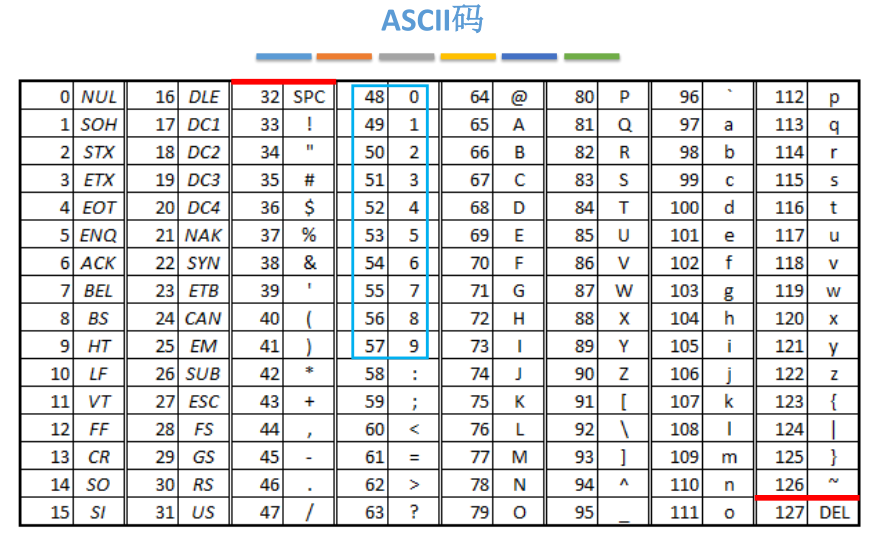 ASCII码
0 NUL 16 DLE 32 SPC 48 0 64 @ 80 P 96 ` 112 p
1 SOH 17 DC1 33 ! 49 1 65 A 81 Q 97 a 113 q
2 STX 18 DC2 34 " 50 2 66 B 82 R 98 b 114 r
3 ETX 19 DC3 35 # 51 3 67 C 83 S 99 c 115 s
4 EOT 20 DC4 36 $ 52 4 68 D 84 T 100 d 116 t
5 ENQ 21 NAK 37 % 53 5 69 E 85 U 101 e 117 u
6 ACK 22 SYN 38 & 54 6 70 F 86 V 102 f 118 v
7 BEL 23 ETB 39 ' 55 7 71 G 87 W 103 g 119 w
8 BS 24 CAN 40 ( 56 8 72 H 88 X 104 h 120 x
9 HT 25 EM 41 ) 57 9 73 I 89 Y 105 i 121 y
10 LF 26 SUB 42 * 58 : 74 J 90 Z 106 j 122 z
11 VT 27 ESC 43 + 59 ; 75 K 91 [ 107 k 123 {
12 FF 28 FS 44 , 60 < 76 L 92 \ 108 l 124 |
13 CR 29 GS 45 - 61 = 77 M 93 ] 109 m 125 }
14 SO 30 RS 46 . 62 > 78 N 94 ^ 110 n 126 ~
15 SI 31 US 47 / 63 ? 79 O 95 _ 111 o 127 DEL